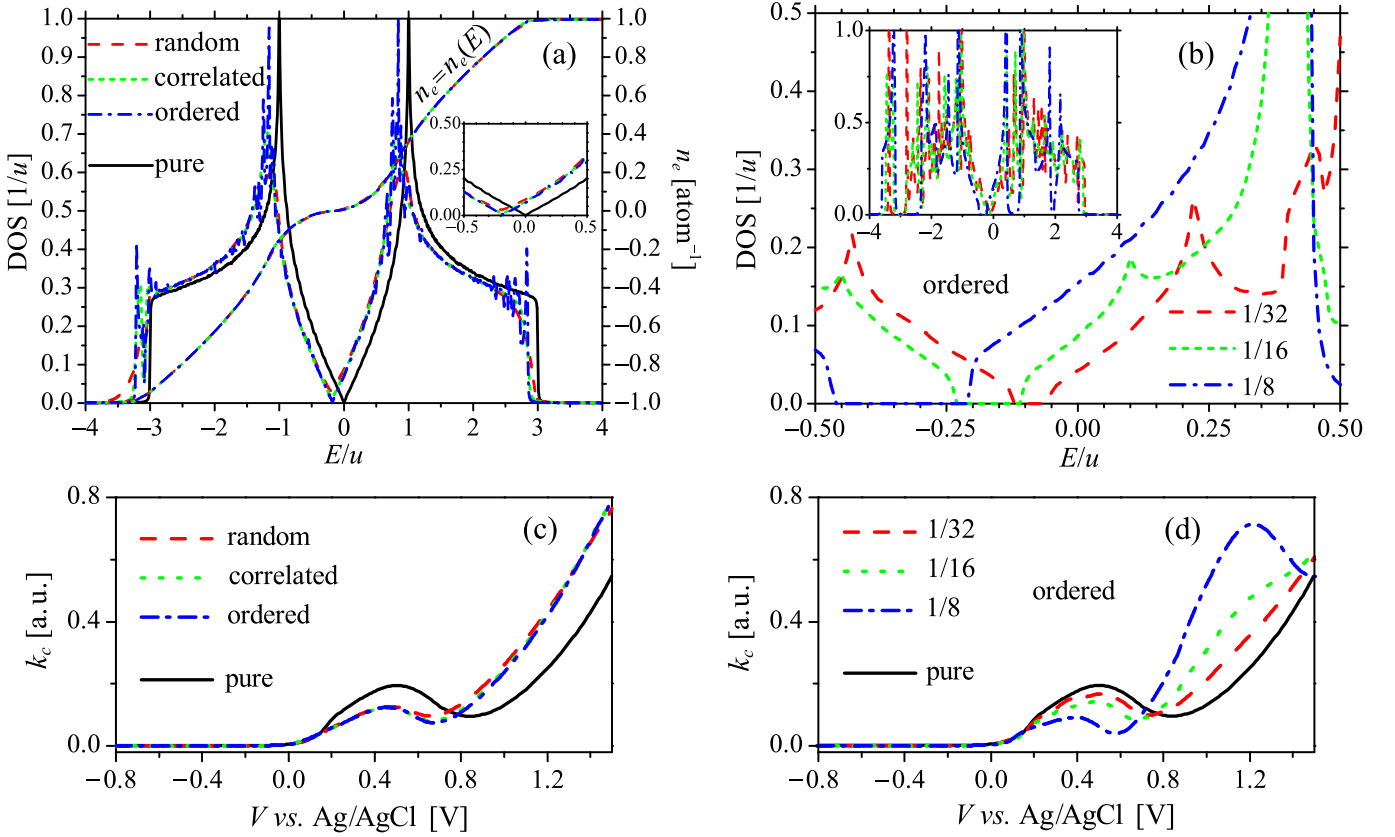 (a)
random
correlated
ordered
pure
nₑ=nₑ(E)
DOS [1/u]
1.0
0.9
0.8
0.7
0.6
0.5
0.4
0.3
0.2
0.1
0.0
−4 −3 −2 −1 0 1 2 3 4
E/u
1.0
0.8
0.6
0.4
0.2
0.0
−0.2
−0.4
−0.6
−0.8
−1.0
nₑ [atom⁻¹]
0.50
0.25
0.00
−0.5 0.0 0.5
(b)
DOS [1/u]
0.5
0.4
0.3
0.2
0.1
0.0
−0.50 −0.25 0.00 0.25 0.50
E/u
1.0
0.5
0.0
−4 −2 0 2 4
ordered
1/32
1/16
1/8
(c)
random
correlated
ordered
pure
k_c [a.u.]
0.8
0.4
0.0
−0.8 −0.4 0.0 0.4 0.8 1.2
V vs. Ag/AgCl [V]
(d)
1/32
1/16
1/8
ordered
pure
k_c [a.u.]
0.8
0.4
0.0
−0.8 −0.4 0.0 0.4 0.8 1.2
V vs. Ag/AgCl [V]